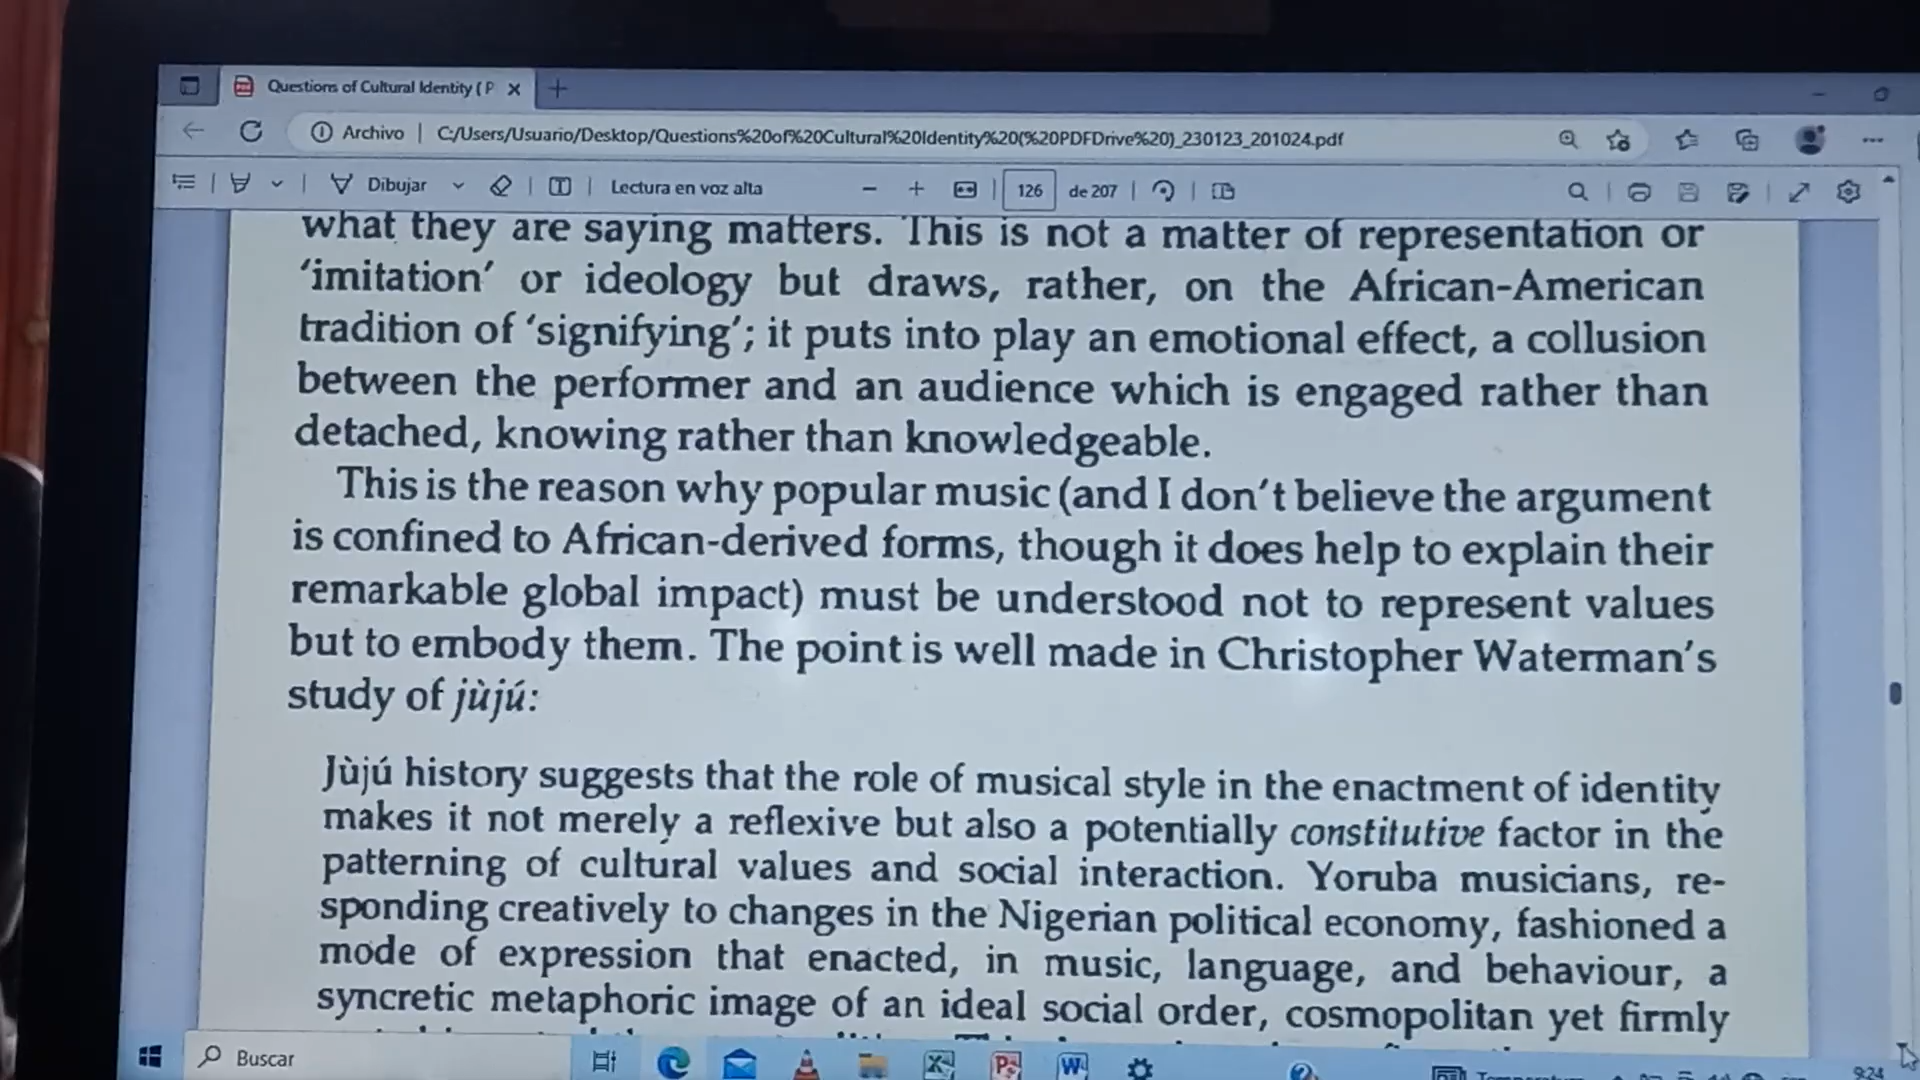 Questions of Cultural Identity ( P
Archivo | C:/Users/Usuario/Desktop/Questions%20of%20Cultural%20Identity%20(%20PDFDrive%20)_230123_201024.pdf
Dibujar Lectura en voz alta 126 de 207
what they are saying matters. This is not a matter of representation or
‘imitation’ or ideology but draws, rather, on the African-American
tradition of ‘signifying’; it puts into play an emotional effect, a collusion
between the performer and an audience which is engaged rather than
detached, knowing rather than knowledgeable.
This is the reason why popular music (and I don’t believe the argument
is confined to African-derived forms, though it does help to explain their
remarkable global impact) must be understood not to represent values
but to embody them. The point is well made in Christopher Waterman’s
study of jùjú:
Jùjú history suggests that the role of musical style in the enactment of identity
makes it not merely a reflexive but also a potentially constitutive factor in the
patterning of cultural values and social interaction. Yoruba musicians, re-
sponding creatively to changes in the Nigerian political economy, fashioned a
mode of expression that enacted, in music, language, and behaviour, a
syncretic metaphoric image of an ideal social order, cosmopolitan yet firmly
Buscar
9:24